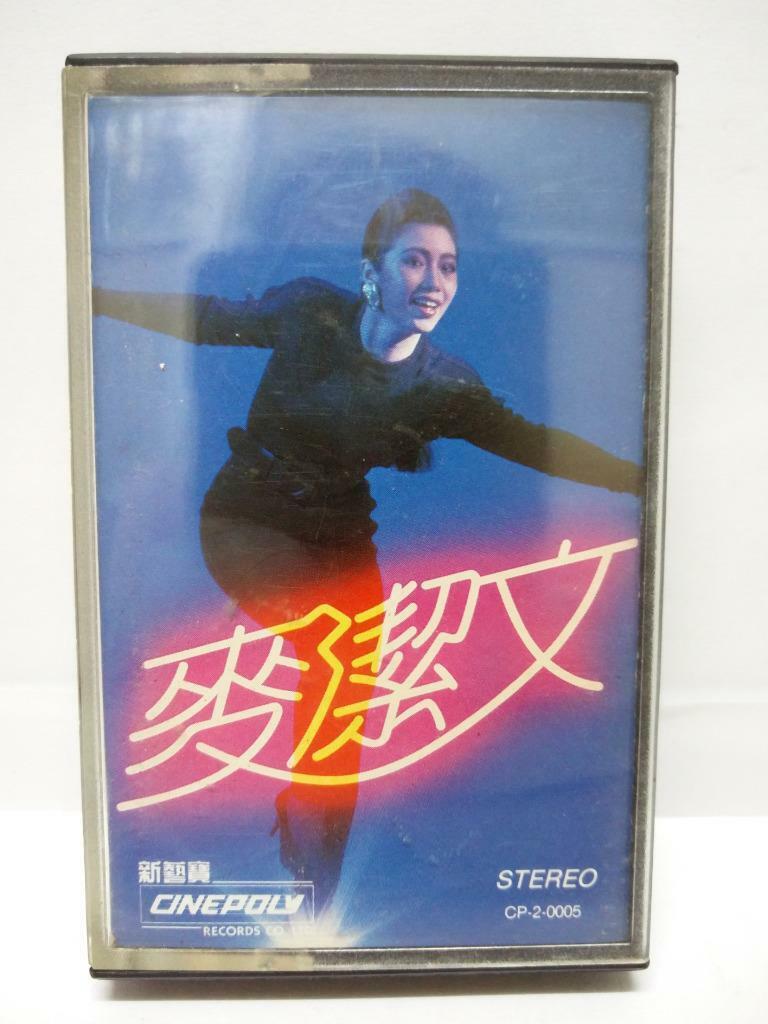 麥潔文
新藝寶
CINEPOLY
RECORDS CO. LTD.
STEREO
CP-2-0005